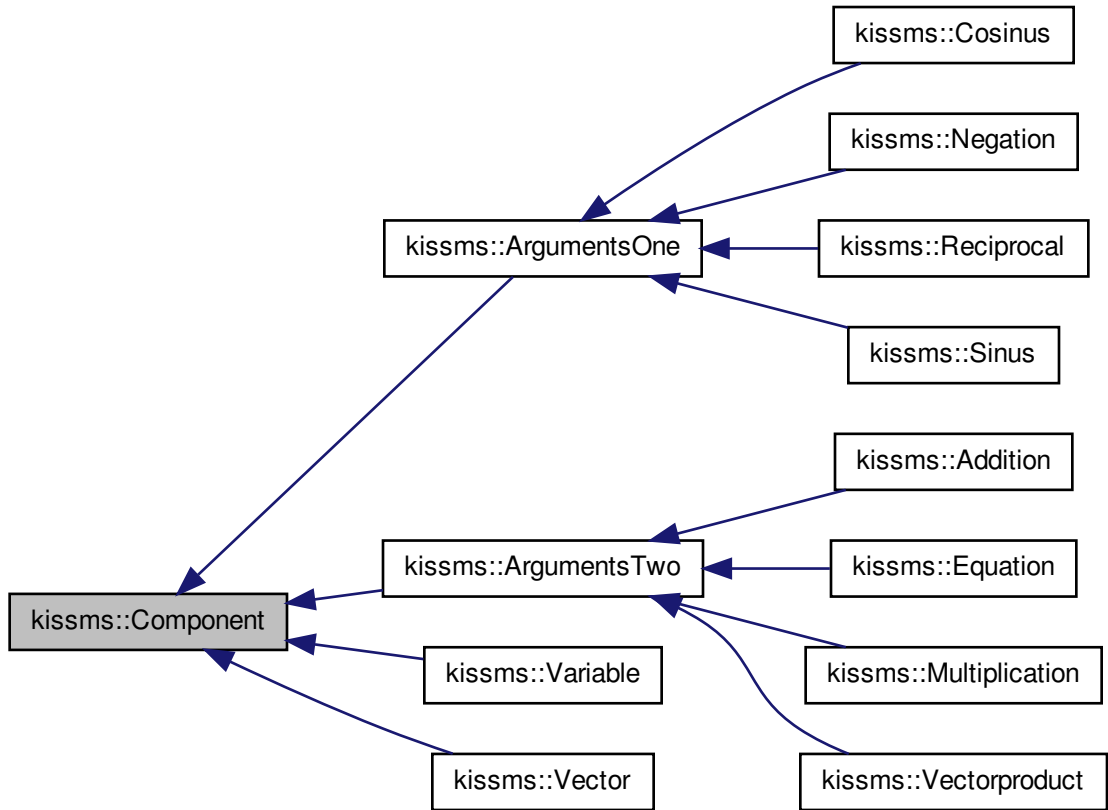 kissms::Cosinus
kissms::Negation
kissms::ArgumentsOne
kissms::Reciprocal
kissms::Sinus
kissms::Addition
kissms::ArgumentsTwo
kissms::Equation
kissms::Component
kissms::Variable
kissms::Multiplication
kissms::Vector
kissms::Vectorproduct